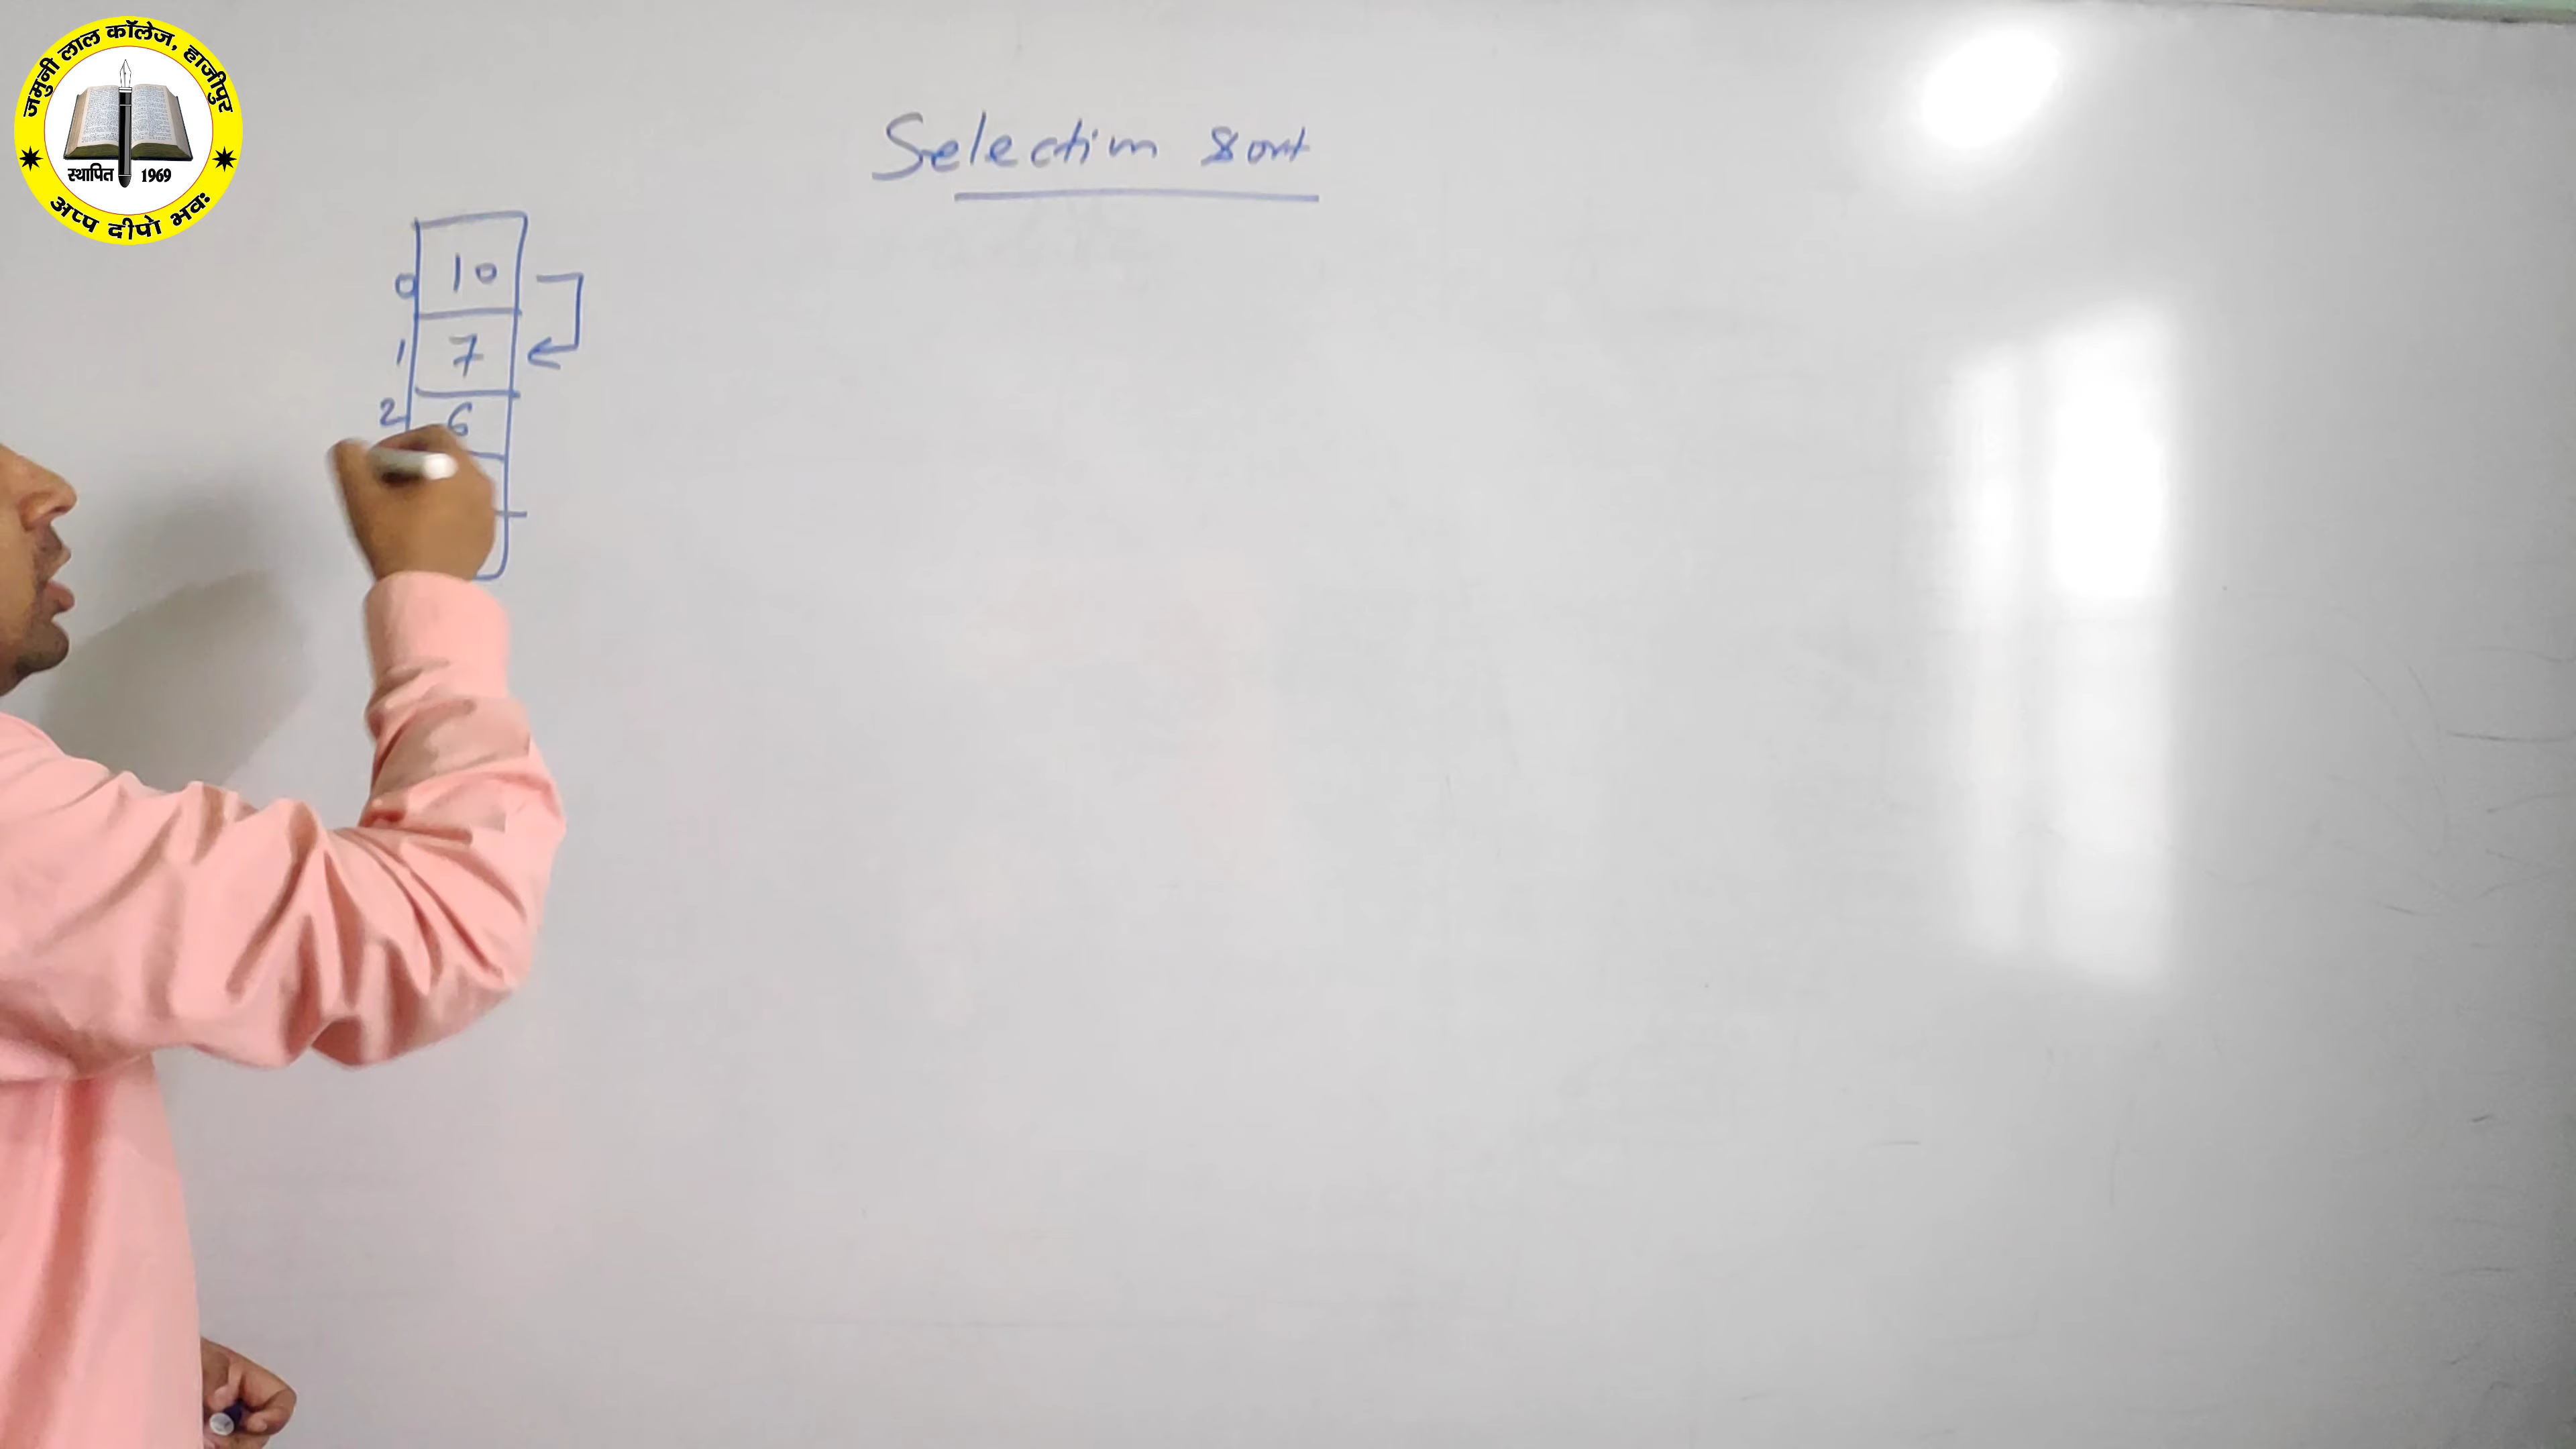 जमुनी लाल कॉलेज, हाजीपुर
स्थापित 1969
अप्प दीपो भवः
Selection sort
0 10
1 7
2 6